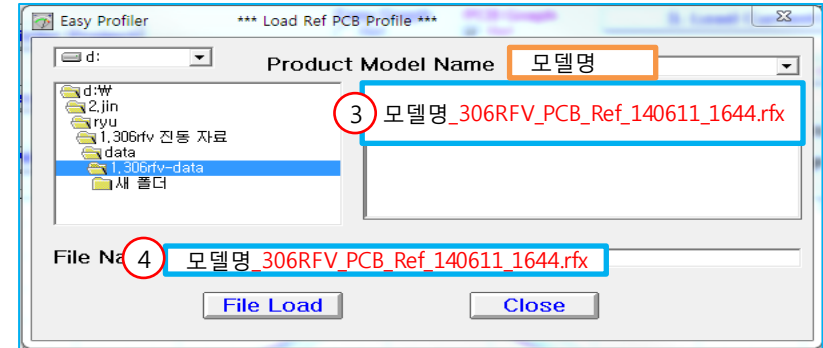 Easy Profiler *** Load Ref PCB Profile ***
d:
Product Model Name 모델명
d:₩
2.jin
ryu
1.306rfv 진동 자료
data
1.306rfv-data
새 폴더
3 모델명_306RFV_PCB_Ref_140611_1644.rfx
File Na 4 모델명_306RFV_PCB_Ref_140611_1644.rfx
File Load Close